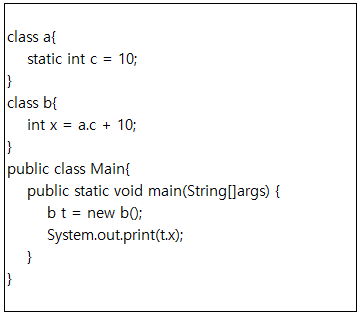 class a{
static int c = 10;
}
class b{
int x = a.c + 10;
}
public class Main{
public static void main(String[]args) {
b t = new b();
System.out.print(t.x);
}
}